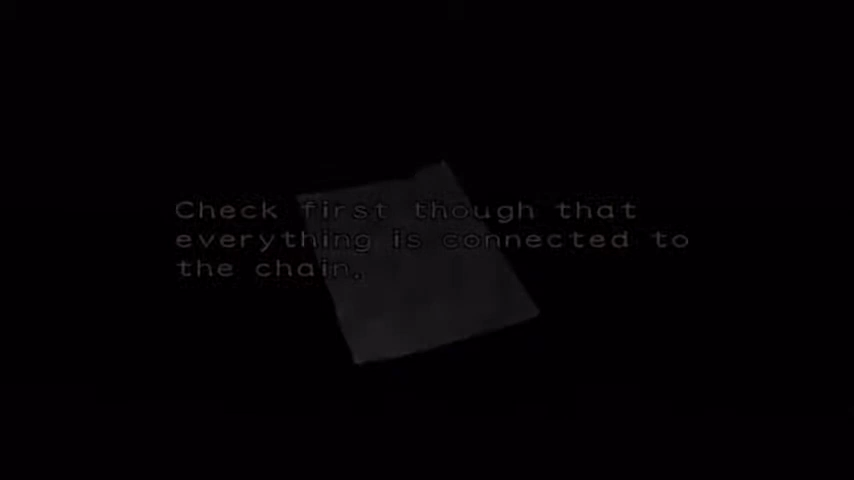 Check first though that
everything is connected to
the chain.